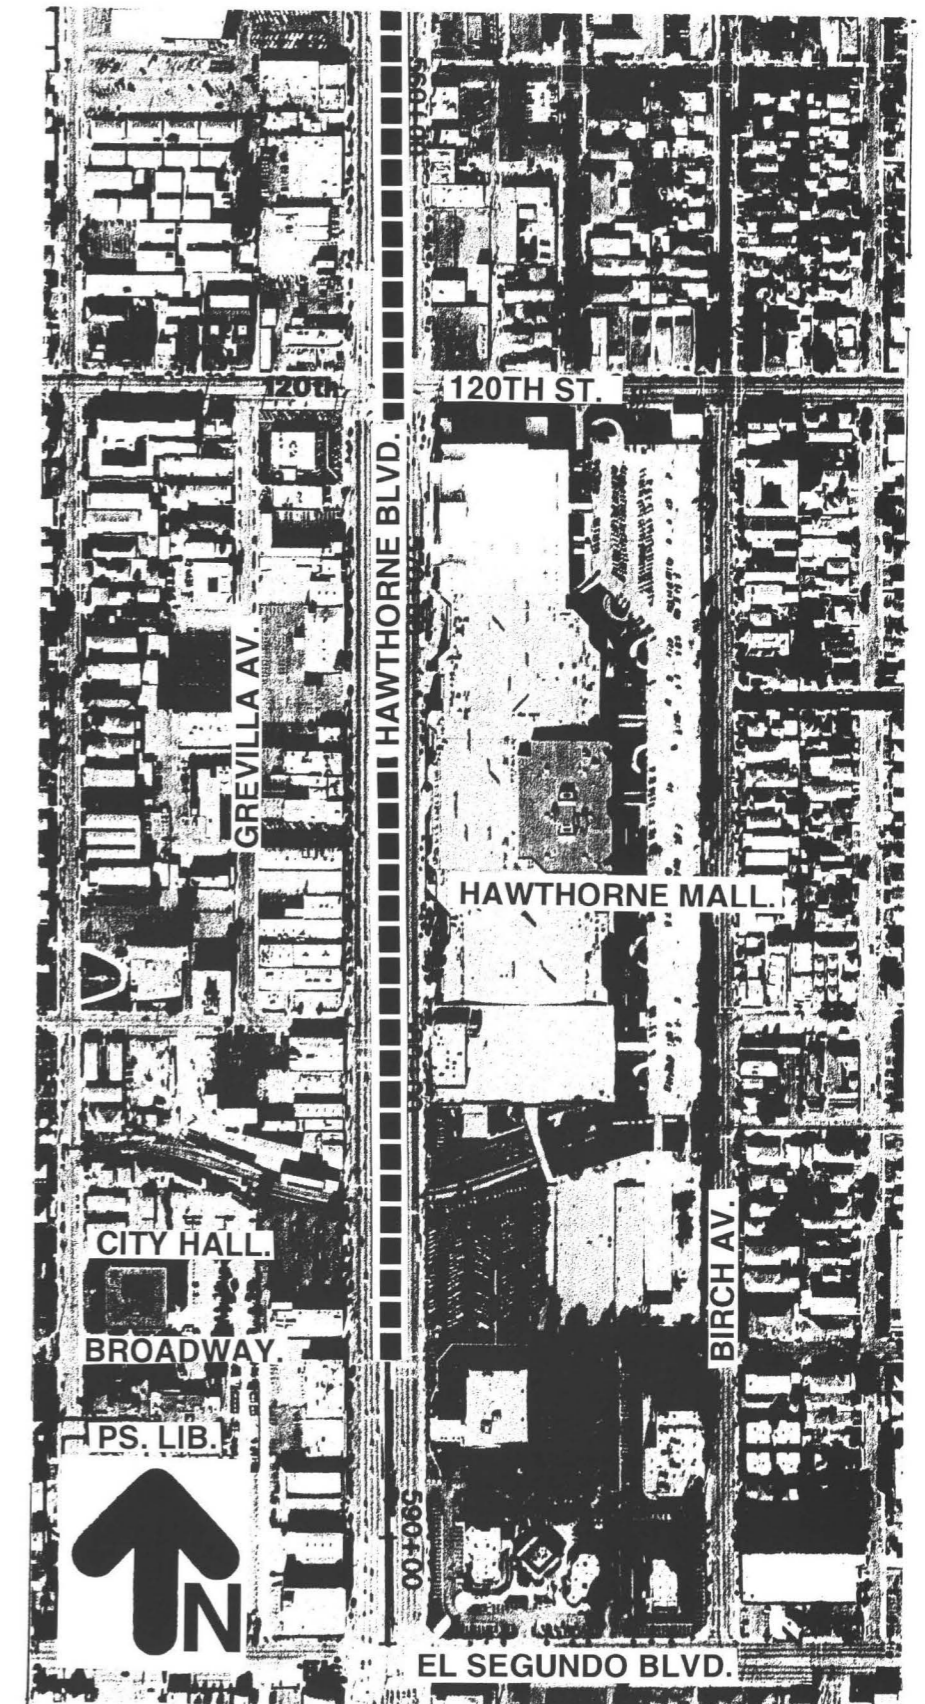 120th
120TH ST.
HAWTHORNE BLVD.
GREVILLA AV.
HAWTHORNE MALL.
CITY HALL.
BIRCH AV.
BROADWAY.
PS. LIB.
590+00
N
EL SEGUNDO BLVD.